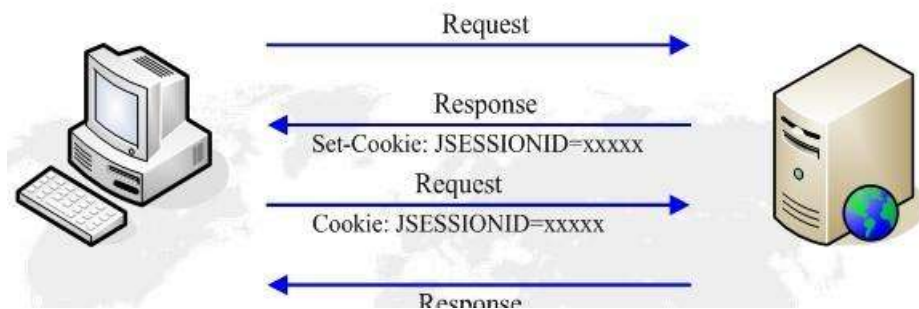 Request
Response
Set-Cookie: JSESSIONID=xxxxx
Request
Cookie: JSESSIONID=xxxxx
Response